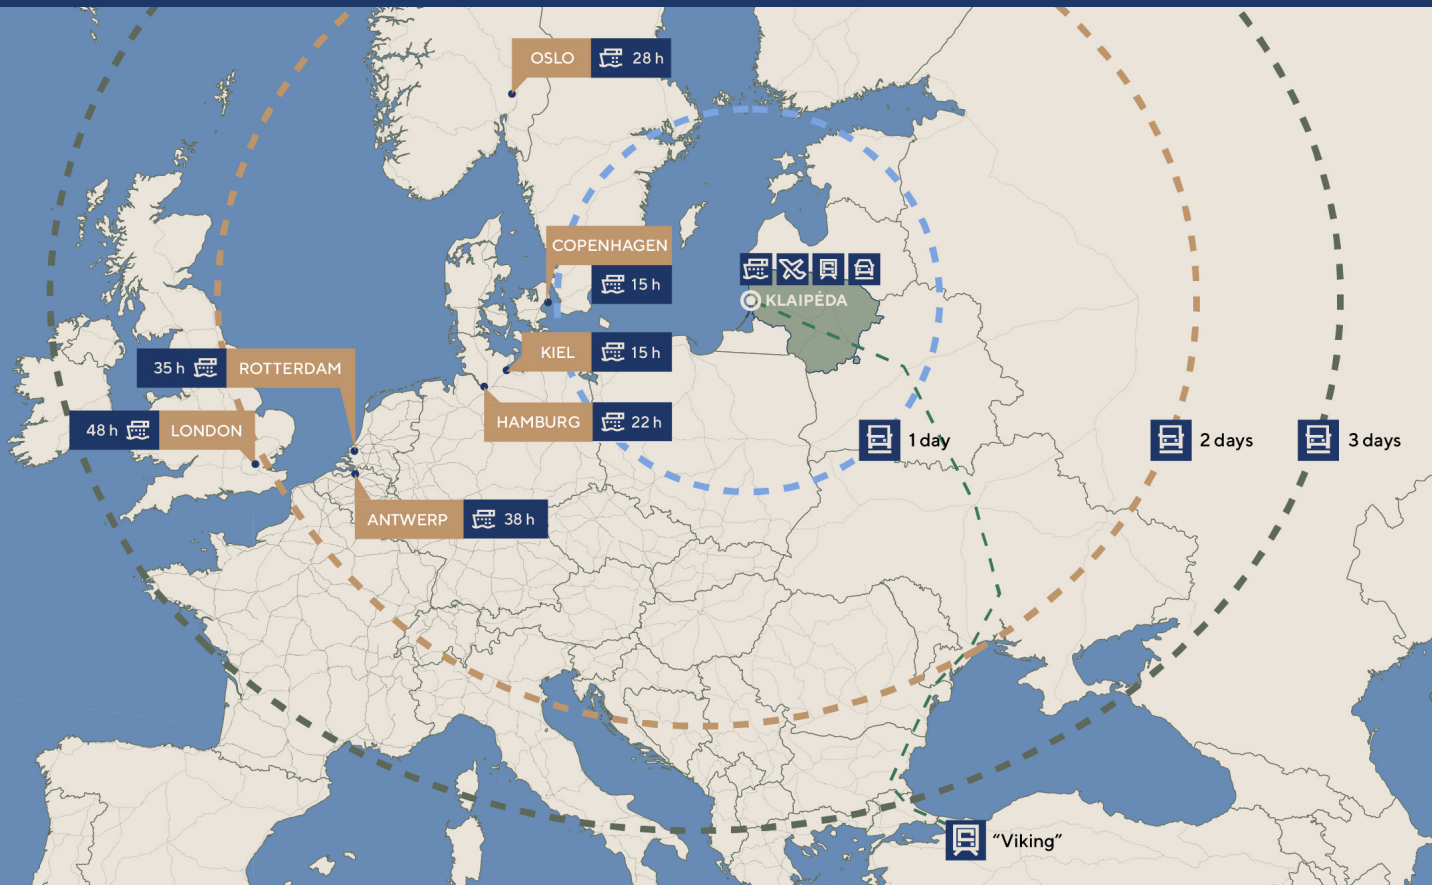 OSLO 28 h
COPENHAGEN
15 h
KLAIPĖDA
KIEL 15 h
35 h ROTTERDAM
HAMBURG 22 h
48 h LONDON
1 day
2 days
3 days
ANTWERP 38 h
“Viking”